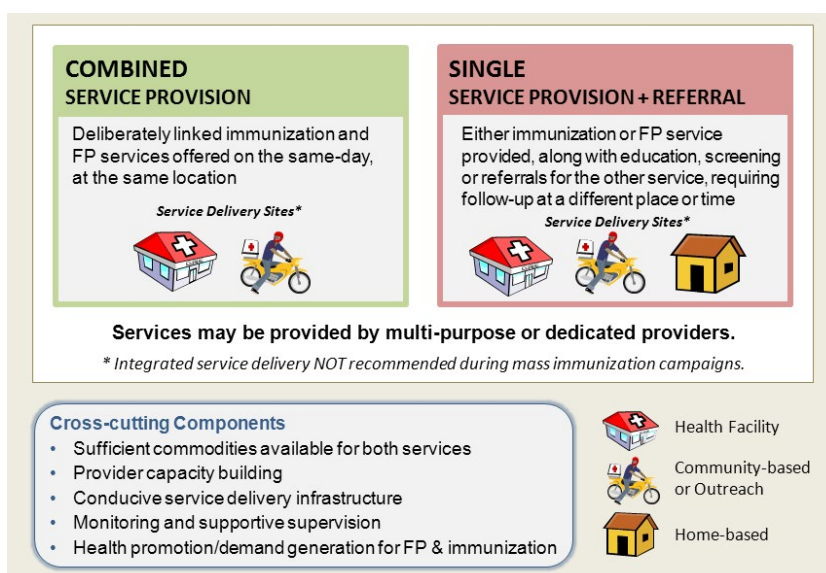 COMBINED
SERVICE PROVISION
Deliberately linked immunization and
FP services offered on the same-day,
at the same location
Service Delivery Sites*
SINGLE
SERVICE PROVISION + REFERRAL
Either immunization or FP service
provided, along with education, screening
or referrals for the other service, requiring
follow-up at a different place or time
Service Delivery Sites*
Services may be provided by multi-purpose or dedicated providers.
* Integrated service delivery NOT recommended during mass immunization campaigns.
Cross-cutting Components
• Sufficient commodities available for both services
• Provider capacity building
• Conducive service delivery infrastructure
• Monitoring and supportive supervision
• Health promotion/demand generation for FP & immunization
Health Facility
Community-based
or Outreach
Home-based